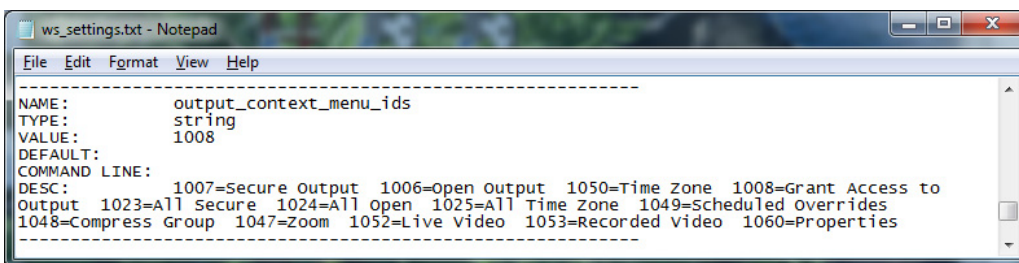 ws_settings.txt - Notepad
File Edit Format View Help
---------------------------------------------------------------
NAME: output_context_menu_ids
TYPE: string
VALUE: 1008
DEFAULT:
COMMAND LINE:
DESC: 1007=Secure Output 1006=Open Output 1050=Time Zone 1008=Grant Access to
Output 1023=All Secure 1024=All Open 1025=All Time Zone 1049=Scheduled Overrides
1048=Compress Group 1047=Zoom 1052=Live Video 1053=Recorded Video 1060=Properties
---------------------------------------------------------------